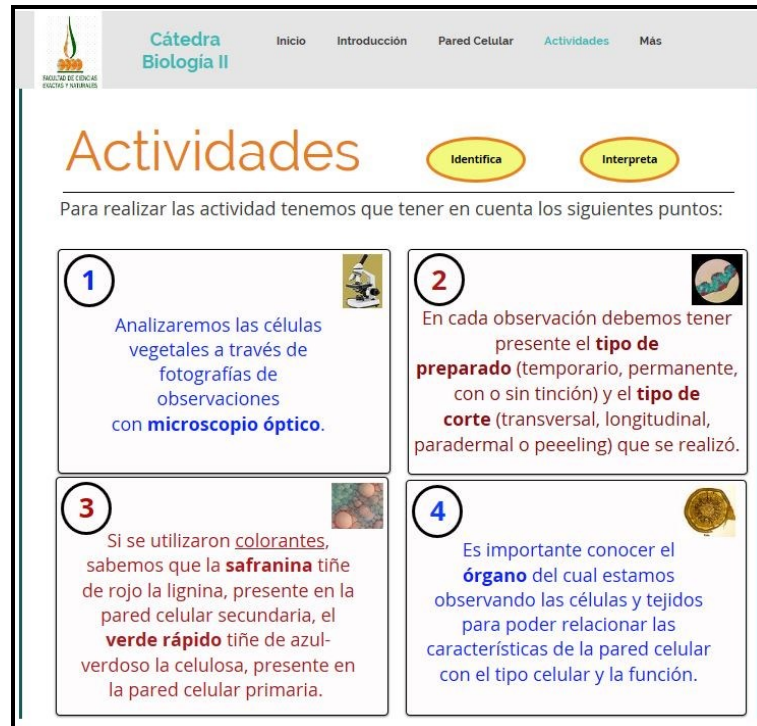 FACULTAD DE CIENCIAS
EXACTAS Y NATURALES
Cátedra
Biología II
Inicio
Introducción
Pared Celular
Actividades
Más
Actividades
Identifica
Interpreta
Para realizar las actividad tenemos que tener en cuenta los siguientes puntos:
1
Analizaremos las células
vegetales a través de
fotografías de
observaciones
con microscopio óptico.
2
En cada observación debemos tener
presente el tipo de
preparado (temporario, permanente,
con o sin tinción) y el tipo de
corte (transversal, longitudinal,
paradermal o peeeling) que se realizó.
3
Si se utilizaron colorantes,
sabemos que la safranina tiñe
de rojo la lignina, presente en la
pared celular secundaria, el
verde rápido tiñe de azul-
verdoso la celulosa, presente en
la pared celular primaria.
4
Es importante conocer el
órgano del cual estamos
observando las células y tejidos
para poder relacionar las
características de la pared celular
con el tipo celular y la función.